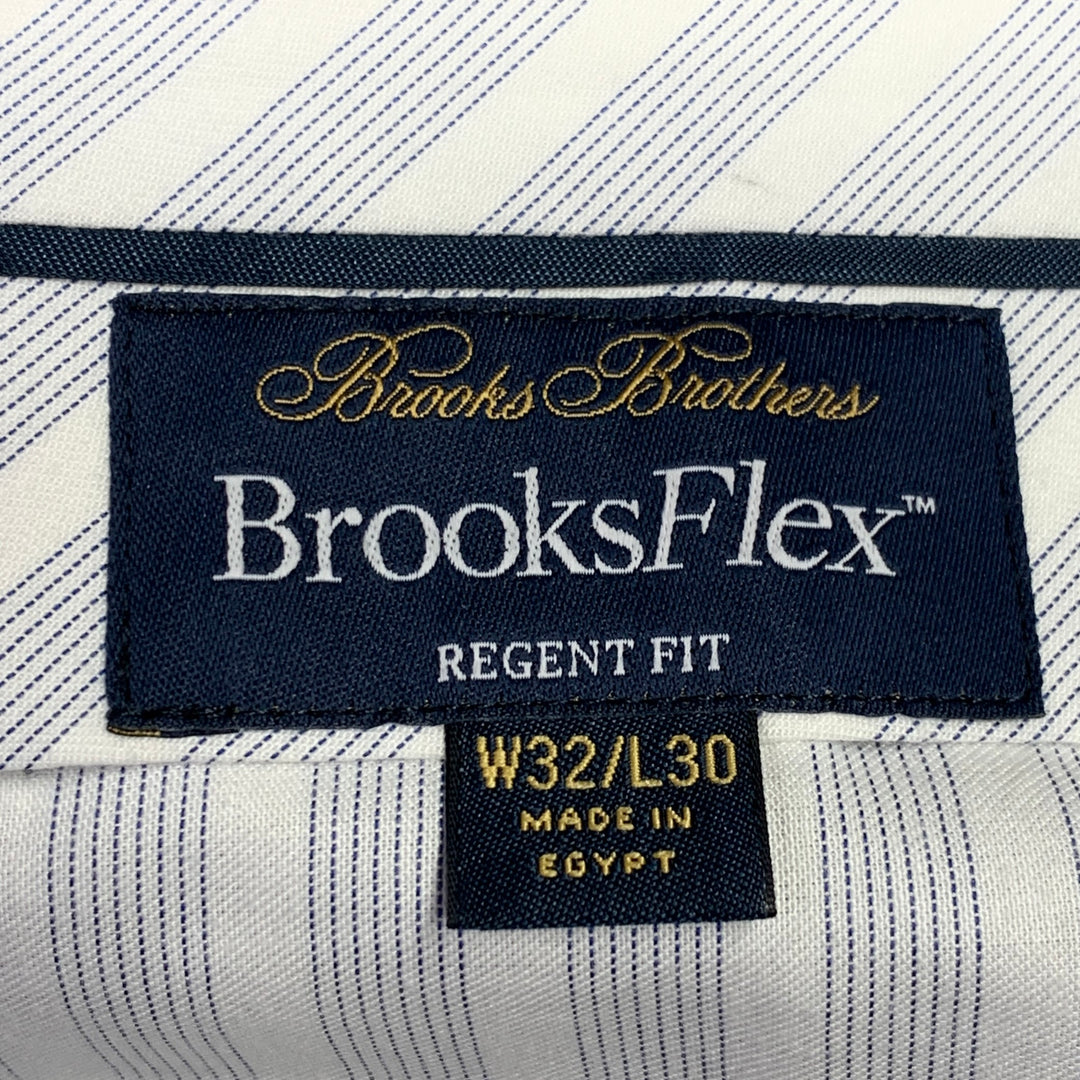 Brooks Brothers
BrooksFlex™
REGENT FIT
W32/L30
MADE IN
EGYPT